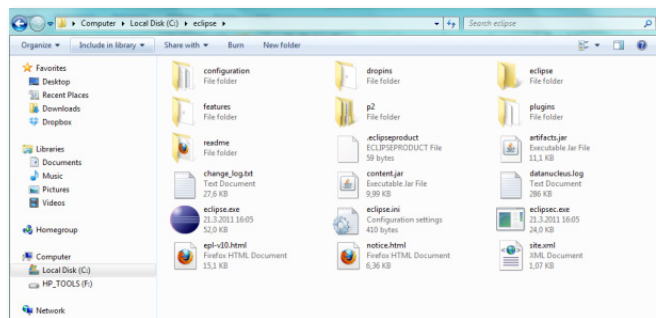 Computer ▸ Local Disk (C:) ▸ eclipse ▸
Search eclipse
Organize ▾ Include in library ▾ Share with ▾ Burn New folder
Favorites
Desktop
Recent Places
Downloads
Dropbox
Libraries
Documents
Music
Pictures
Videos
Homegroup
Computer
Local Disk (C:)
HP_TOOLS (F:)
Network
configuration
File folder
dropins
File folder
eclipse
File folder
features
File folder
p2
File folder
plugins
File folder
readme
File folder
.eclipseproduct
ECLIPSEPRODUCT File
59 bytes
artifacts.jar
Executable Jar File
11,1 KB
change_log.txt
Text Document
27,6 KB
content.jar
Executable Jar File
9,99 KB
datanucleus.log
Text Document
286 KB
eclipse.exe
21.3.2011 16:05
52,0 KB
eclipse.ini
Configuration settings
410 bytes
eclipsec.exe
21.3.2011 16:05
24,0 KB
epl-v10.html
Firefox HTML Document
15,1 KB
notice.html
Firefox HTML Document
6,36 KB
site.xml
XML Document
1,07 KB